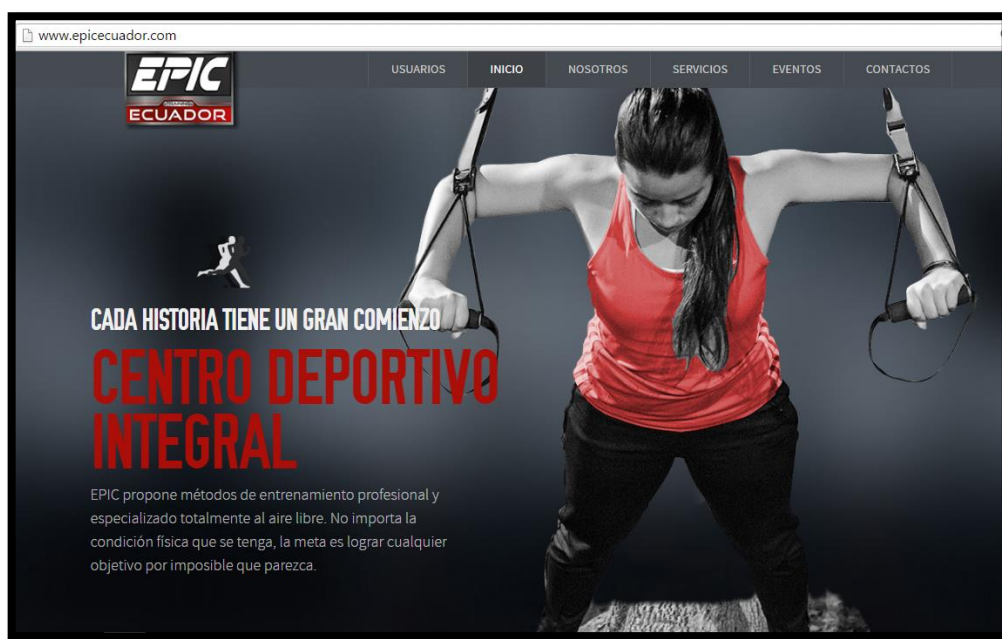 www.epicecuador.com
EPIC
ECUADOR
USUARIOS INICIO NOSOTROS SERVICIOS EVENTOS CONTACTOS
CADA HISTORIA TIENE UN GRAN COMIENZO
CENTRO DEPORTIVO
INTEGRAL
EPIC propone métodos de entrenamiento profesional y
especializado totalmente al aire libre. No importa la
condición física que se tenga, la meta es lograr cualquier
objetivo por imposible que parezca.